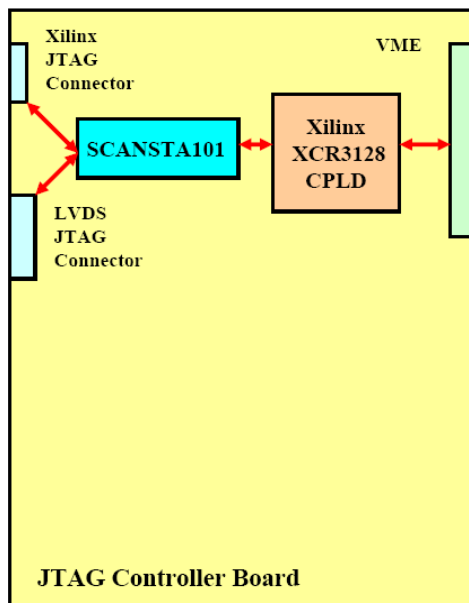 Xilinx
JTAG
Connector
VME
SCANSTA101
Xilinx
XCR3128
CPLD
LVDS
JTAG
Connector
JTAG Controller Board